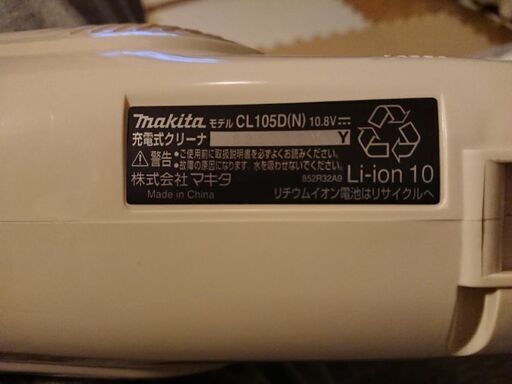 makita モデル CL105D(N) 10.8V
充電式クリーナ Y
警告 ●ご使用前に取扱説明書を必ずよくお読みください。
●故障の原因になります。水を吸わせないでください。
株式会社マキタ 852R32A9 Li-ion 10
Made in China リチウムイオン電池はリサイクルへ